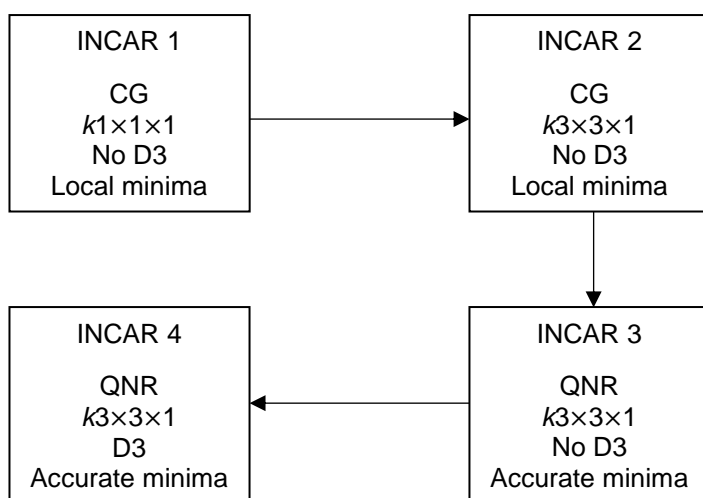 INCAR 1
CG
k1×1×1
No D3
Local minima
INCAR 2
CG
k3×3×1
No D3
Local minima
INCAR 4
QNR
k3×3×1
D3
Accurate minima
INCAR 3
QNR
k3×3×1
No D3
Accurate minima